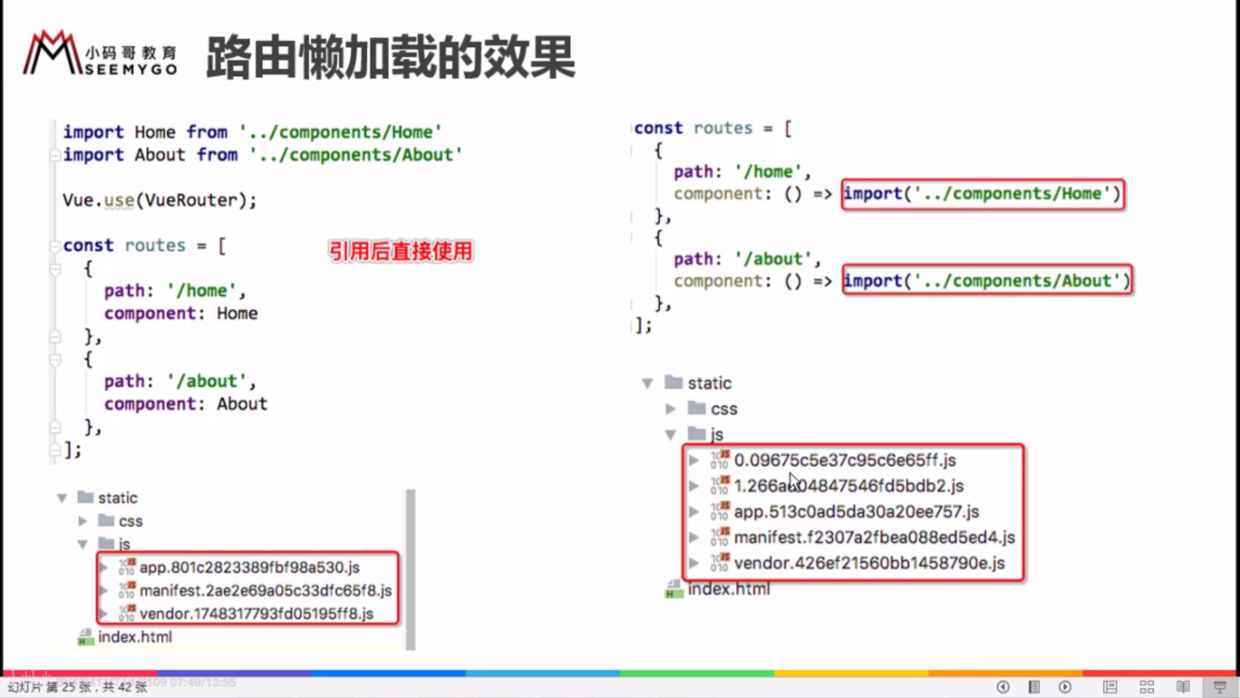 小码哥教育
SEEMYGO
路由懒加载的效果
import Home from '../components/Home'
import About from '../components/About'
Vue.use(VueRouter);
const routes = [
{
path: '/home',
component: Home
},
{
path: '/about',
component: About
},
];
引用后直接使用
static
css
js
app.801c2823389fbf98a530.js
manifest.2ae2e69a05c33dfc65f8.js
vendor.1748317793fd05195ff8.js
index.html
const routes = [
{
path: '/home',
component: () => import('../components/Home')
},
{
path: '/about',
component: () => import('../components/About')
},
];
static
css
js
0.09675c5e37c95c6e65ff.js
04847546fd5bdb2.js
app.513c0ad5da30a20ee757.js
manifest.f2307a2fbea088ed5ed4.js
vendor.426ef21560bb1458790e.js
index.html
幻灯片 第 25 张，共 42 张
07:49/13:55